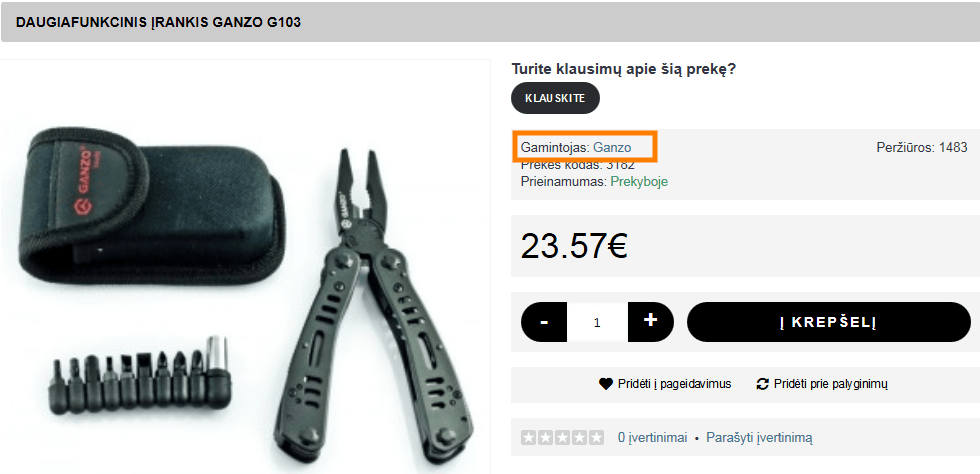 DAUGIAFUNKCINIS ĮRANKIS GANZO G103
Turite klausimų apie šią prekę?
KLAUSKITE
Gamintojas: Ganzo
Peržiūros: 1483
Prekės kodas: 3182
Prieinamumas: Prekyboje
23.57€
- 1 +
Į KREPŠELĮ
Pridėti į pageidavimus
Pridėti prie palyginimų
0 įvertinimai • Parašyti įvertinimą
GANZO
GANZO